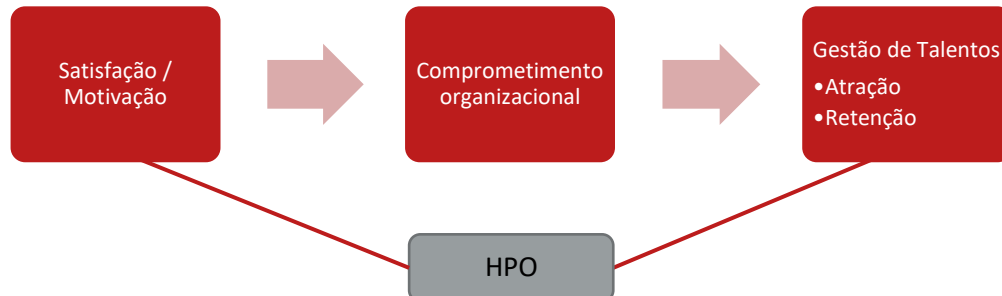 Satisfação /
Motivação
Comprometimento
organizacional
Gestão de Talentos
•Atração
•Retenção
HPO